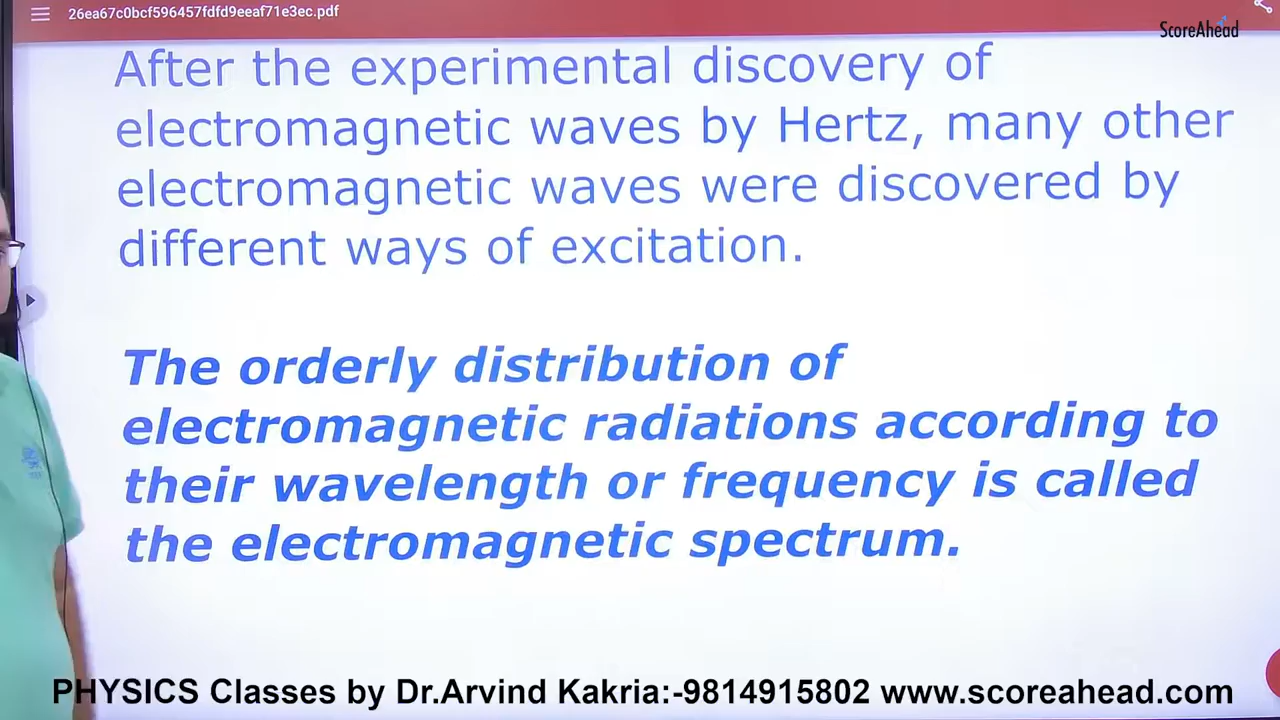 26ea67c0bcf596457fdfd9eeaf71e3ec.pdf
ScoreAhead
After the experimental discovery of
electromagnetic waves by Hertz, many other
electromagnetic waves were discovered by
different ways of excitation.
The orderly distribution of
electromagnetic radiations according to
their wavelength or frequency is called
the electromagnetic spectrum.
PHYSICS Classes by Dr.Arvind Kakria:-9814915802 www.scoreahead.com